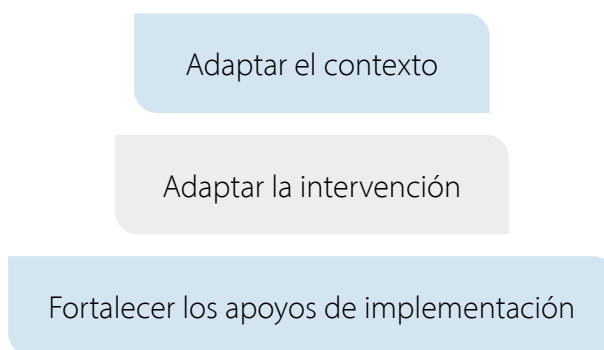 Adaptar el contexto
Adaptar la intervención
Fortalecer los apoyos de implementación